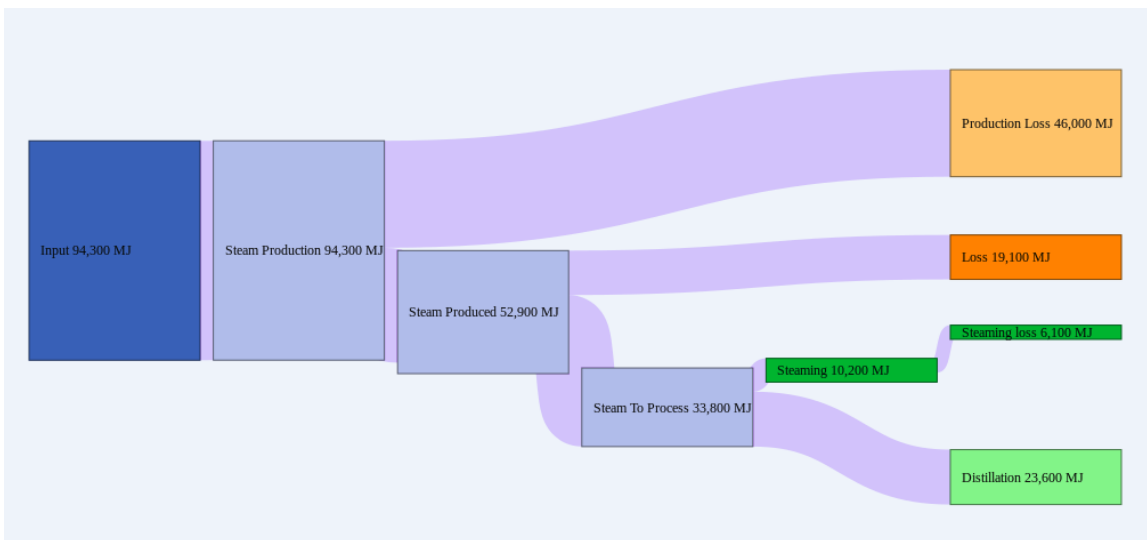 Input 94,300 MJ
Steam Production 94,300 MJ
Production Loss 46,000 MJ
Steam Produced 52,900 MJ
Loss 19,100 MJ
Steam To Process 33,800 MJ
Steaming 10,200 MJ
Steaming loss 6,100 MJ
Distillation 23,600 MJ